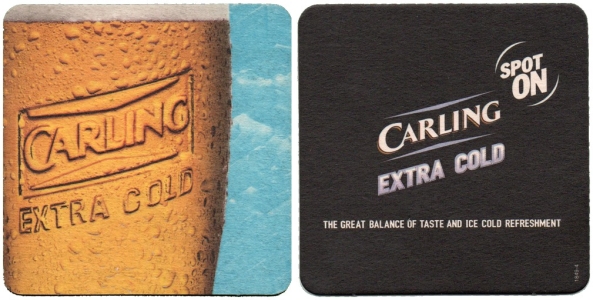 CARLING
EXTRA COLD
SPOT
ON
CARLING
EXTRA COLD
THE GREAT BALANCE OF TASTE AND ICE COLD REFRESHMENT